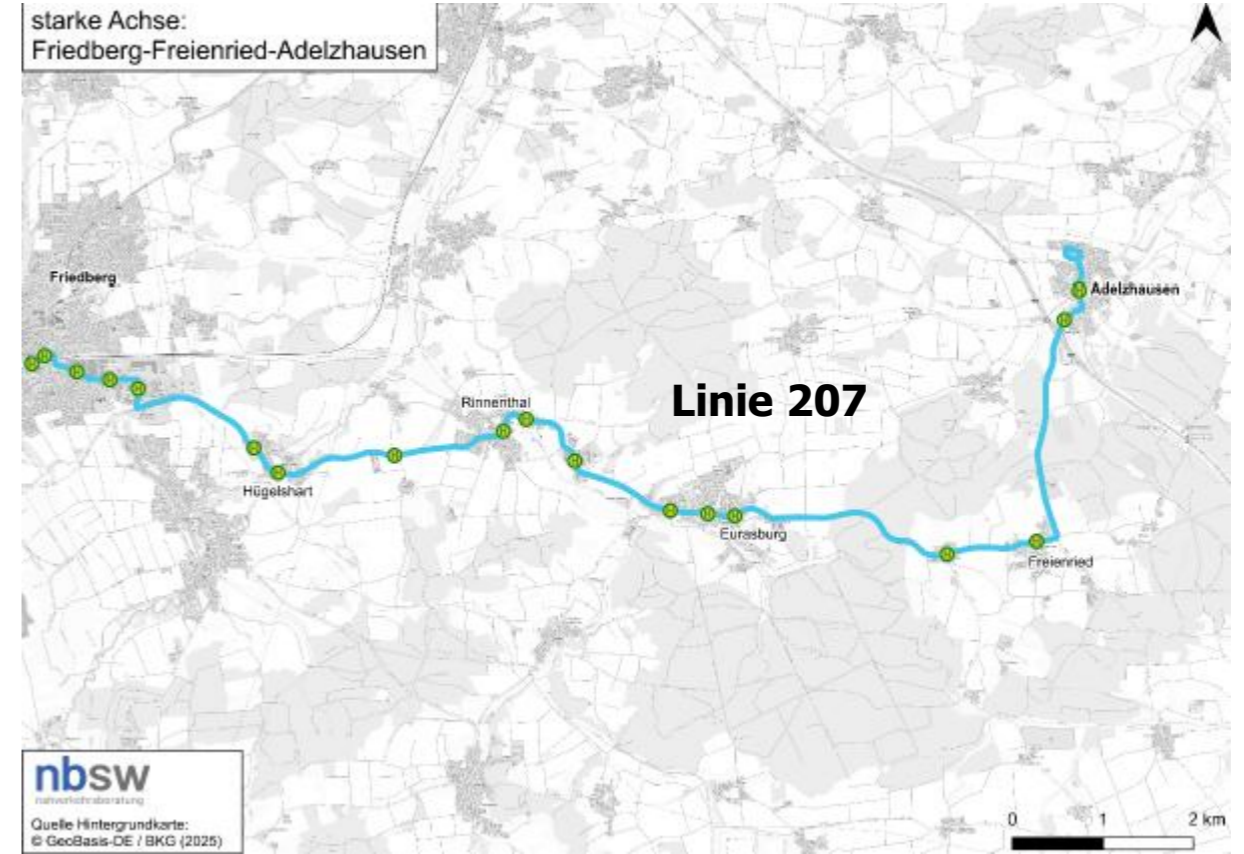 starke Achse:
Friedberg-Freienried-Adelzhausen
Friedberg
Adelzhausen
Linie 207
Rinnenthal
Hügelshart
Eurasburg
Freienried
nbsw
nahverkehrsberatung
Quelle Hintergrundkarte:
© GeoBasis-DE / BKG (2025)
0 1 2 km